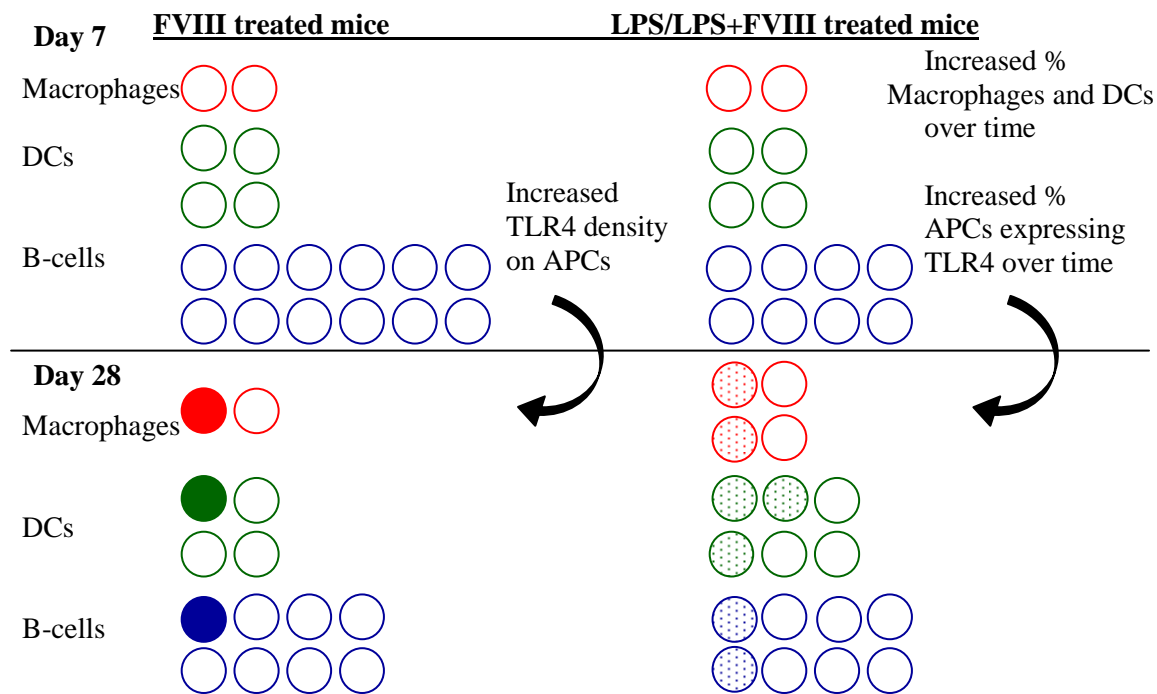 Day 7
FVIII treated mice
LPS/LPS+FVIII treated mice
Macrophages
DCs
B-cells
Increased
TLR4 density
on APCs
Increased %
Macrophages and DCs
over time
Increased %
APCs expressing
TLR4 over time
Day 28
Macrophages
DCs
B-cells